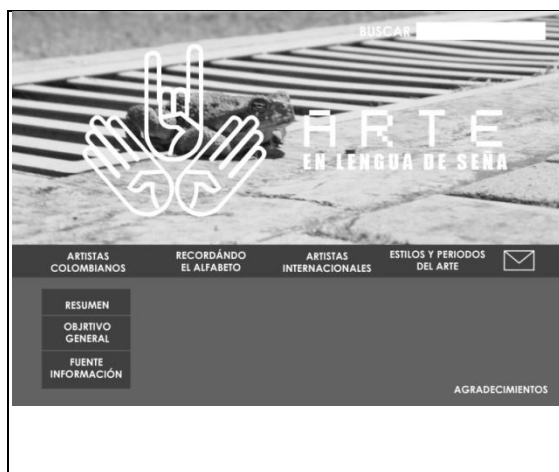 BUSCAR
ARTE
EN LENGUA DE SEÑA
ARTISTAS
COLOMBIANOS
RECORDÁNDO
EL ALFABETO
ARTISTAS
INTERNACIONALES
ESTILOS Y PERIODOS
DEL ARTE
RESUMEN
OBJRTIVO
GENERAL
FUENTE
INFORMACIÓN
AGRADECIMIENTOS